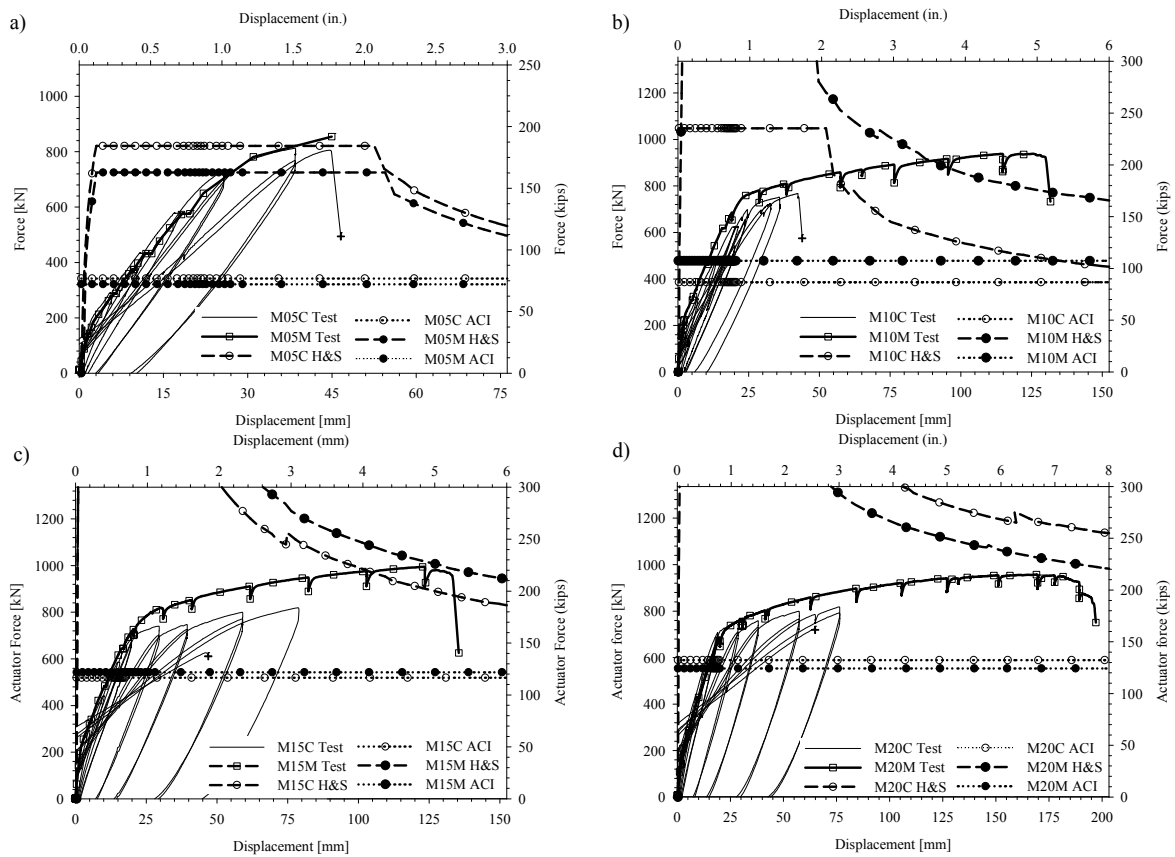 a)
Displacement (in.)
0.0 0.5 1.0 1.5 2.0 2.5 3.0
Force [kN]
1000
800
600
400
200
0
Force (kips)
250
200
150
100
50
0
M05C Test
M05M Test
M05C H&S
M05C ACI
M05M H&S
M05M ACI
0 15 30 45 60 75
Displacement [mm]
b)
Displacement (in.)
0 1 2 3 4 5 6
Force [kN]
1200
1000
800
600
400
200
0
Force (kips)
300
250
200
150
100
50
0
M10C Test
M10M Test
M10C H&S
M10C ACI
M10M H&S
M10M ACI
0 25 50 75 100 125 150
Displacement [mm]
c)
Displacement (mm)
0 1 2 3 4 5 6
Actuator Force [kN]
1200
1000
800
600
400
200
0
Actuator Force (kips)
300
250
200
150
100
50
0
M15C Test
M15M Test
M15C H&S
M15C ACI
M15M H&S
M15M ACI
0 25 50 75 100 125 150
Displacement [mm]
d)
Displacement (in.)
0 1 2 3 4 5 6 7 8
Actuator force [kN]
1200
1000
800
600
400
200
0
Actuator force (kips)
300
250
200
150
100
50
0
M20C Test
M20M Test
M20C H&S
M20C ACI
M20M H&S
M20M ACI
0 25 50 75 100 125 150 175 200
Displacement [mm]